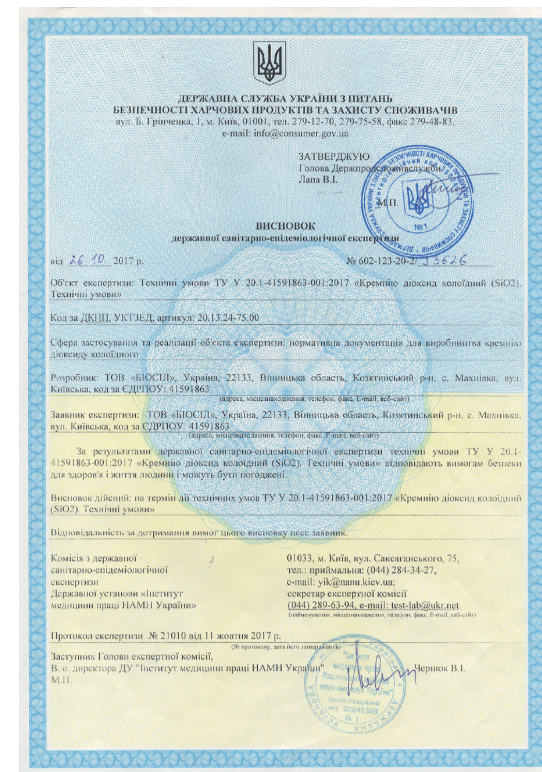 ДЕРЖАВНА СЛУЖБА УКРАЇНИ З ПИТАНЬ
БЕЗПЕЧНОСТІ ХАРЧОВИХ ПРОДУКТІВ ТА ЗАХИСТУ СПОЖИВАЧІВ
вул. Б. Грінченка, 1, м. Київ, 01001, тел. 279-12-70, 279-75-58, факс 279-48-83,
e-mail: info@consumer.gov.ua
ЗАТВЕРДЖУЮ
Голова Держпродспоживслужби
Лапа В.І.
М.П.
№1
ВИСНОВОК
державної санітарно-епідеміологічної експертизи
від 26.10 2017 р. № 602-123-20-2/33626
Об'єкт експертизи: Технічні умови ТУ У 20.1-41591863-001:2017 «Кремнію діоксид колоїдний (SiO2).
Технічні умови»
Код за ДКПП, УКТЗЕД, артикул: 20.13.24-75.00
Сфера застосування та реалізації об'єкта експертизи: нормативна документація для виробництва кремнію
діоксиду колоїдного
Розробник: ТОВ «БІОСІЛ», Україна, 22133, Вінницька область, Козятинський р-н, с. Махнівка, вул.
Київська, код за ЄДРПОУ: 41591863
(адреса, місцезнаходження, телефон, факс, E-mail, веб-сайт)
Заявник експертизи: ТОВ «БІОСІЛ», Україна, 22133, Вінницька область, Козятинський р-н, с. Махнівка,
вул. Київська, код за ЄДРПОУ: 41591863
(адреса, місцезнаходження, телефон, факс, E-mail, веб-сайт)
За результатами державної санітарно-епідеміологічної експертизи технічні умови ТУ У 20.1-
41591863-001:2017 «Кремнію діоксид колоїдний (SiO2). Технічні умови» відповідають вимогам безпеки
для здоров'я і життя людини і можуть бути погоджені.
Висновок дійсний: на термін дії технічних умов ТУ У 20.1-41591863-001:2017 «Кремнію діоксид колоїдний
(SiO2). Технічні умови»
Відповідальність за дотримання вимог цього висновку несе заявник.
Комісія з державної
санітарно-епідеміологічної
експертизи
Державної установи «Інститут
медицини праці НАМН України»
01033, м. Київ, вул. Саксаганського, 75,
тел.: приймальня: (044) 284-34-27,
e-mail: yik@nanu.kiev.ua;
секретар експертної комісії
(044) 289-63-94, e-mail: test-lab@ukr.net
(найменування, місцезнаходження, телефон, факс, E-mail, веб-сайт)
Протокол експертизи № 21010 від 11 жовтня 2017 р.
(№ протоколу, дата його затвердження)
Заступник Голови експертної комісії,
В. о. директора ДУ "Інститут медицини праці НАМН України" Чернюк В.І.
М.П.